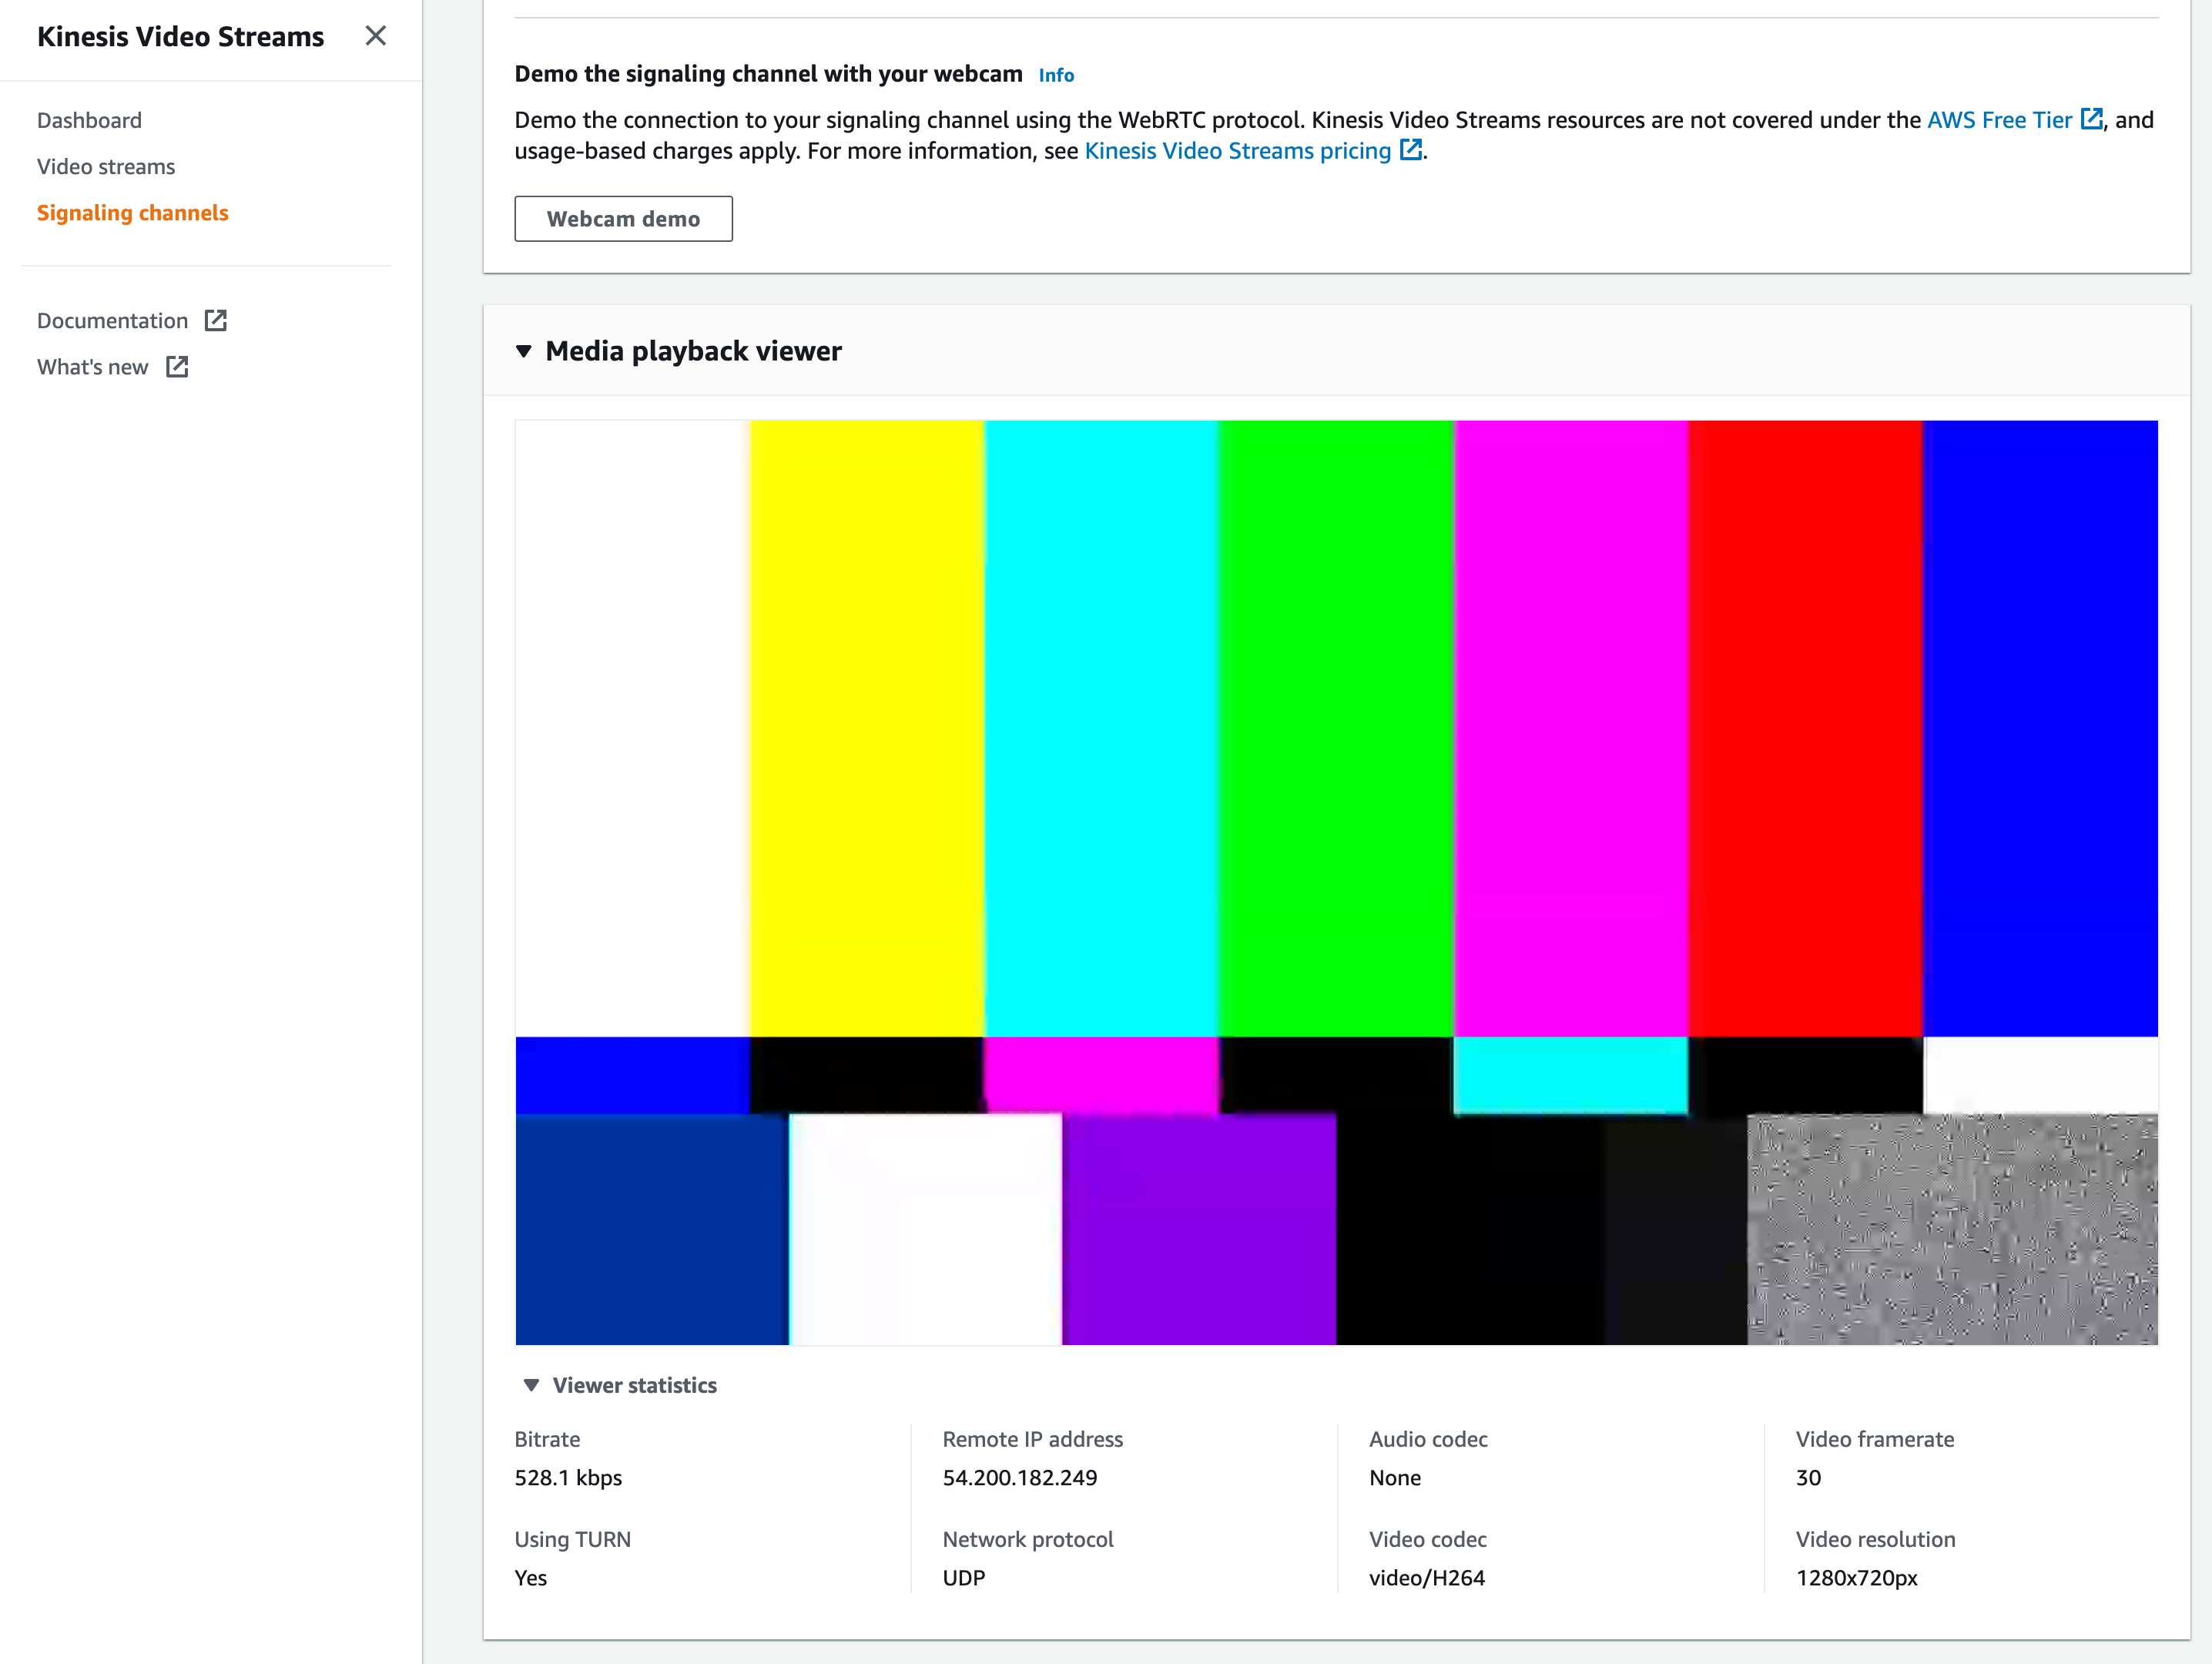 Kinesis Video Streams
Dashboard
Video streams
Signaling channels
Documentation
What's new
Demo the signaling channel with your webcam Info
Demo the connection to your signaling channel using the WebRTC protocol. Kinesis Video Streams resources are not covered under the AWS Free Tier, and
usage-based charges apply. For more information, see Kinesis Video Streams pricing.
Webcam demo
Media playback viewer
Viewer statistics
Bitrate
528.1 kbps
Using TURN
Yes
Remote IP address
54.200.182.249
Network protocol
UDP
Audio codec
None
Video codec
video/H264
Video framerate
30
Video resolution
1280x720px